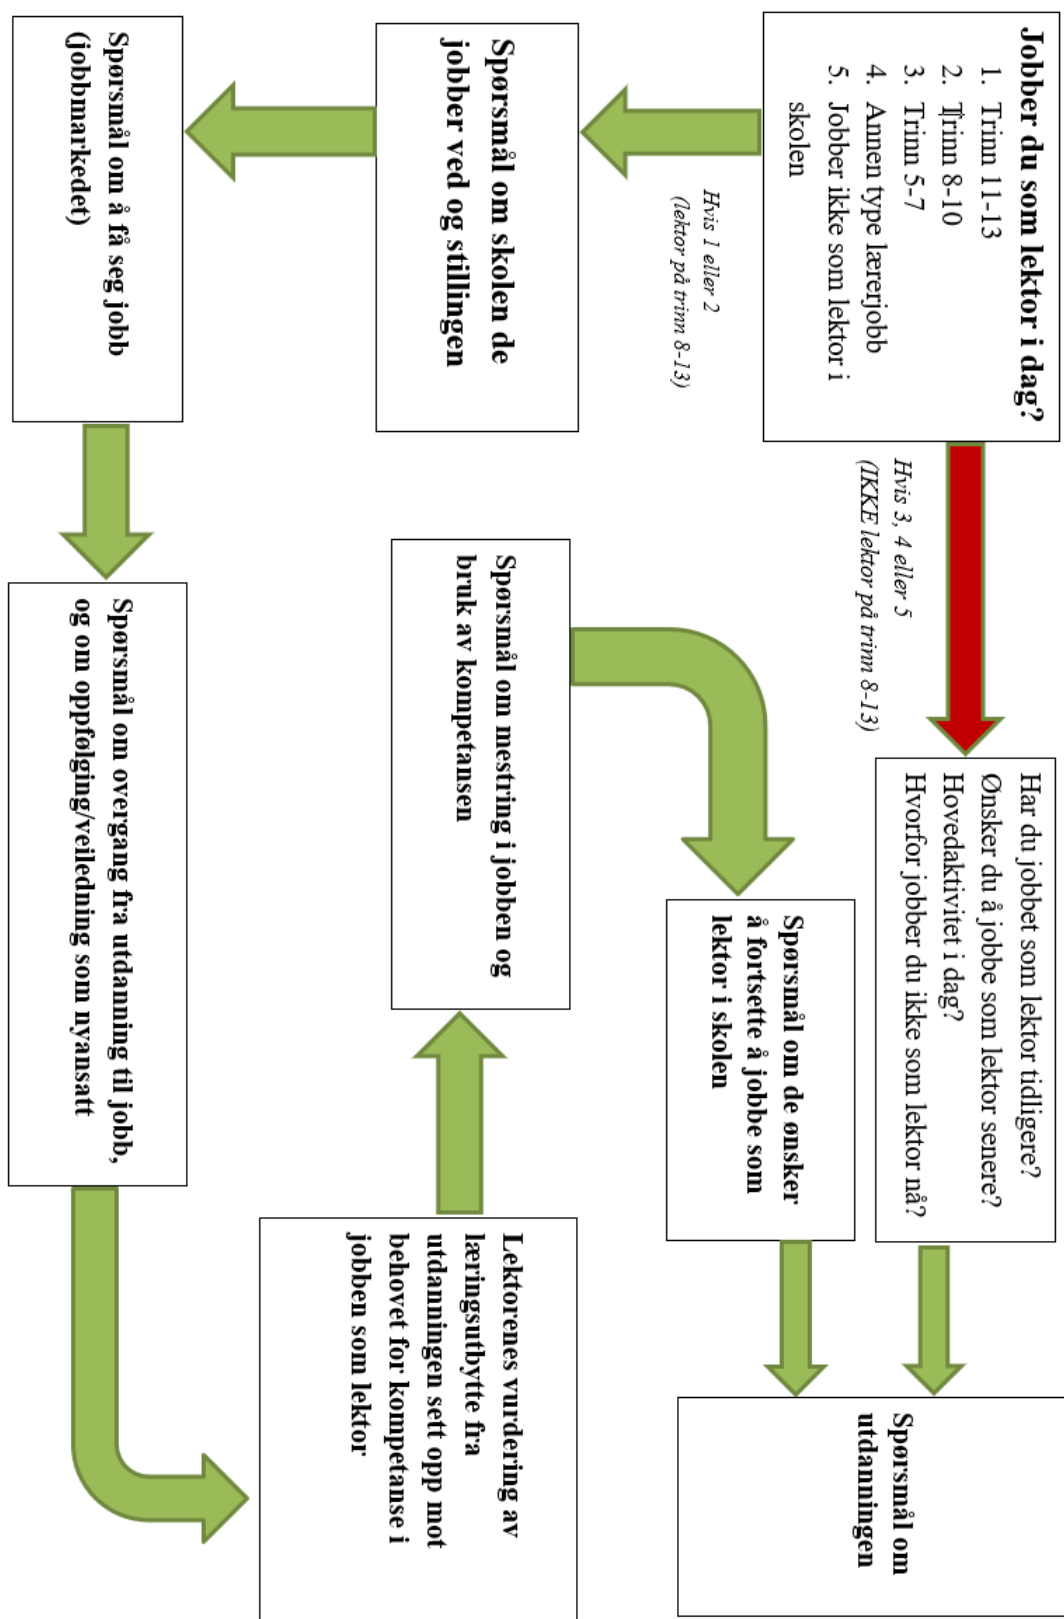 Jobber du som lektor i dag?
1. Trinn 11-13
2. Trinn 8-10
3. Trinn 5-7
4. Annen type lærerjobb
5. Jobber ikke som lektor i
skolen
Hvis 3, 4 eller 5
(IKKE lektor på trinn 8-13)
Har du jobbet som lektor tidligere?
Ønsker du å jobbe som lektor senere?
Hovedaktivitet i dag?
Hvorfor jobber du ikke som lektor nå?
Hvis 1 eller 2
(lektor på trinn 8-13)
Spørsmål om skolen de
jobber ved og stillingen
Spørsmål om å få seg jobb
(jobbmarkedet)
Spørsmål om overgang fra utdanning til jobb,
og om oppfølging/veiledning som nyansatt
Lektorenes vurdering av
læringsutbytte fra
utdanningen sett opp mot
behovet for kompetanse i
jobben som lektor
Spørsmål om mestring i jobben og
bruk av kompetansen
Spørsmål om de ønsker
å fortsette å jobbe som
lektor i skolen
Spørsmål om
utdanningen